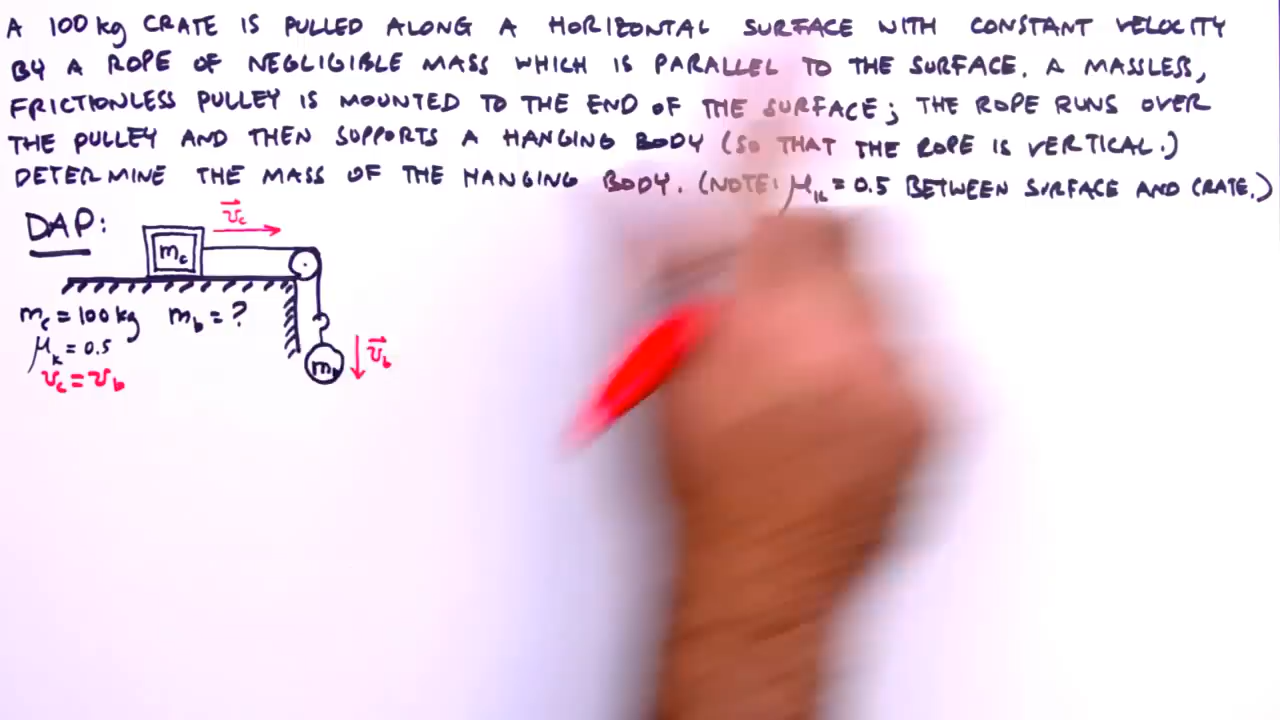 A 100 kg CRATE IS PULLED ALONG A HORIZONTAL SURFACE WITH CONSTANT VELOCITY
BY A ROPE OF NEGLIGIBLE MASS WHICH IS PARALLEL TO THE SURFACE. A MASSLESS,
FRICTIONLESS PULLEY IS MOUNTED TO THE END OF THE SURFACE; THE ROPE RUNS OVER
THE PULLEY AND THEN SUPPORTS A HANGING BODY (SO THAT THE ROPE IS VERTICAL.)
DETERMINE THE MASS OF THE HANGING BODY. (NOTE: μk = 0.5 BETWEEN SURFACE AND CRATE.)
DAP:
v⃗c
mc
mc = 100 kg mb = ?
μk = 0.5
vc = vb
mb
v⃗b